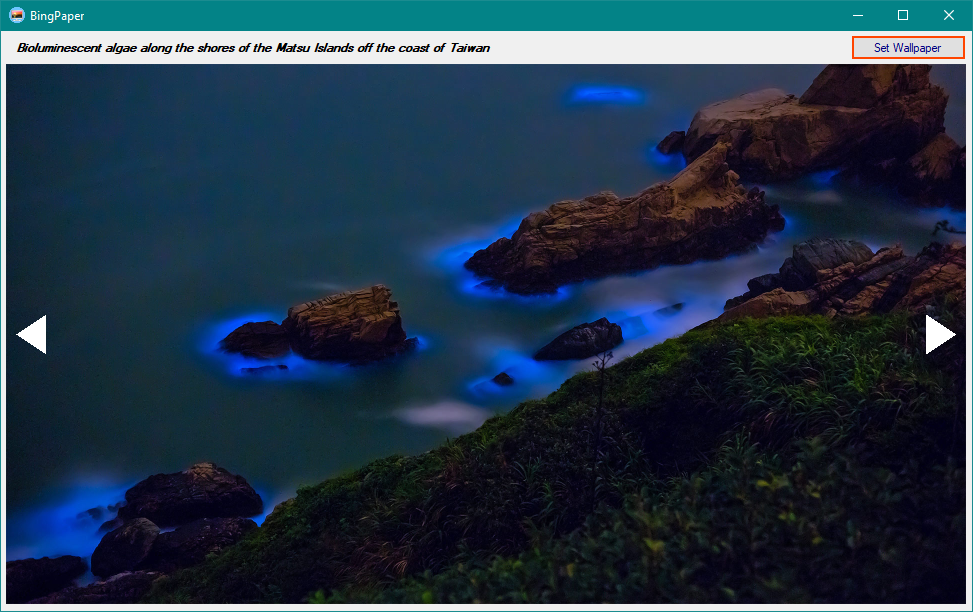 BingPaper
Bioluminescent algae along the shores of the Matsu Islands off the coast of Taiwan
Set Wallpaper